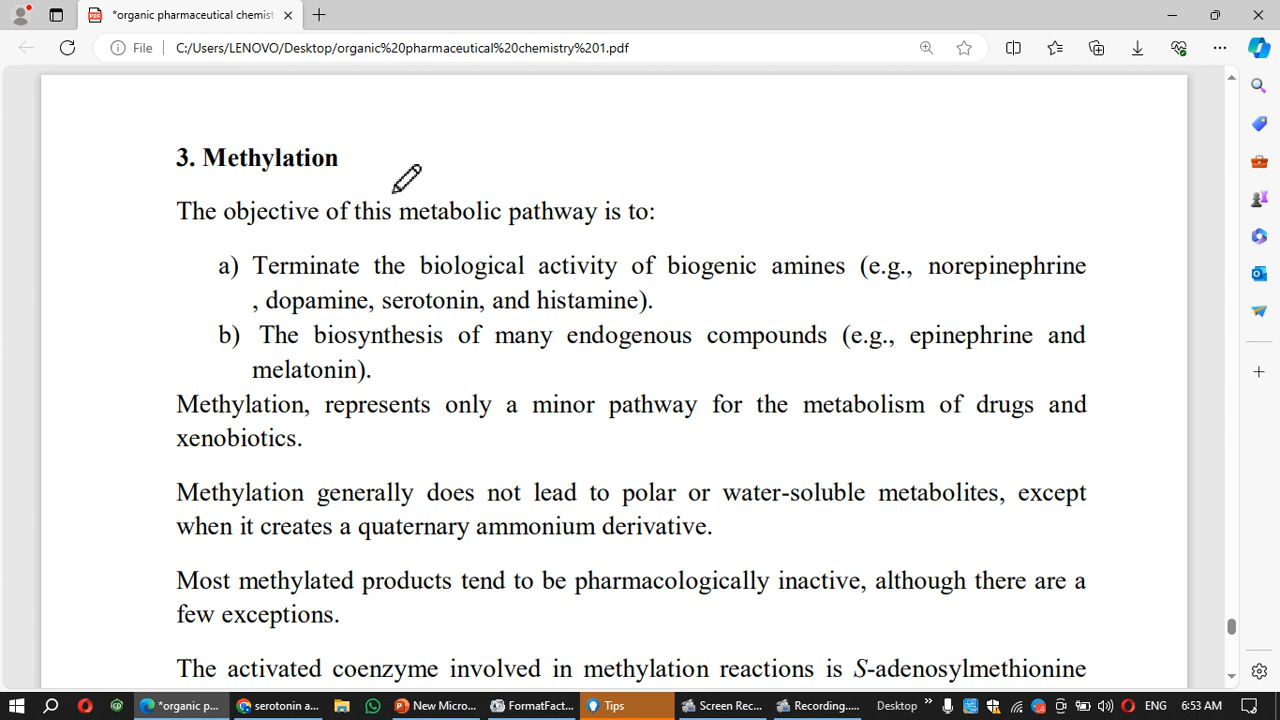 *organic pharmaceutical chemist
File
C:/Users/LENOVO/Desktop/organic%20pharmaceutical%20chemistry%201.pdf
3. Methylation
The objective of this metabolic pathway is to:
a) Terminate the biological activity of biogenic amines (e.g., norepinephrine
, dopamine, serotonin, and histamine).
b) The biosynthesis of many endogenous compounds (e.g., epinephrine and
melatonin).
Methylation, represents only a minor pathway for the metabolism of drugs and
xenobiotics.
Methylation generally does not lead to polar or water-soluble metabolites, except
when it creates a quaternary ammonium derivative.
Most methylated products tend to be pharmacologically inactive, although there are a
few exceptions.
The activated coenzyme involved in methylation reactions is S-adenosylmethionine
*organic p...
serotonin a...
New Micro...
FormatFact...
Tips
Screen Rec...
Recording....
Desktop
ENG
6:53 AM